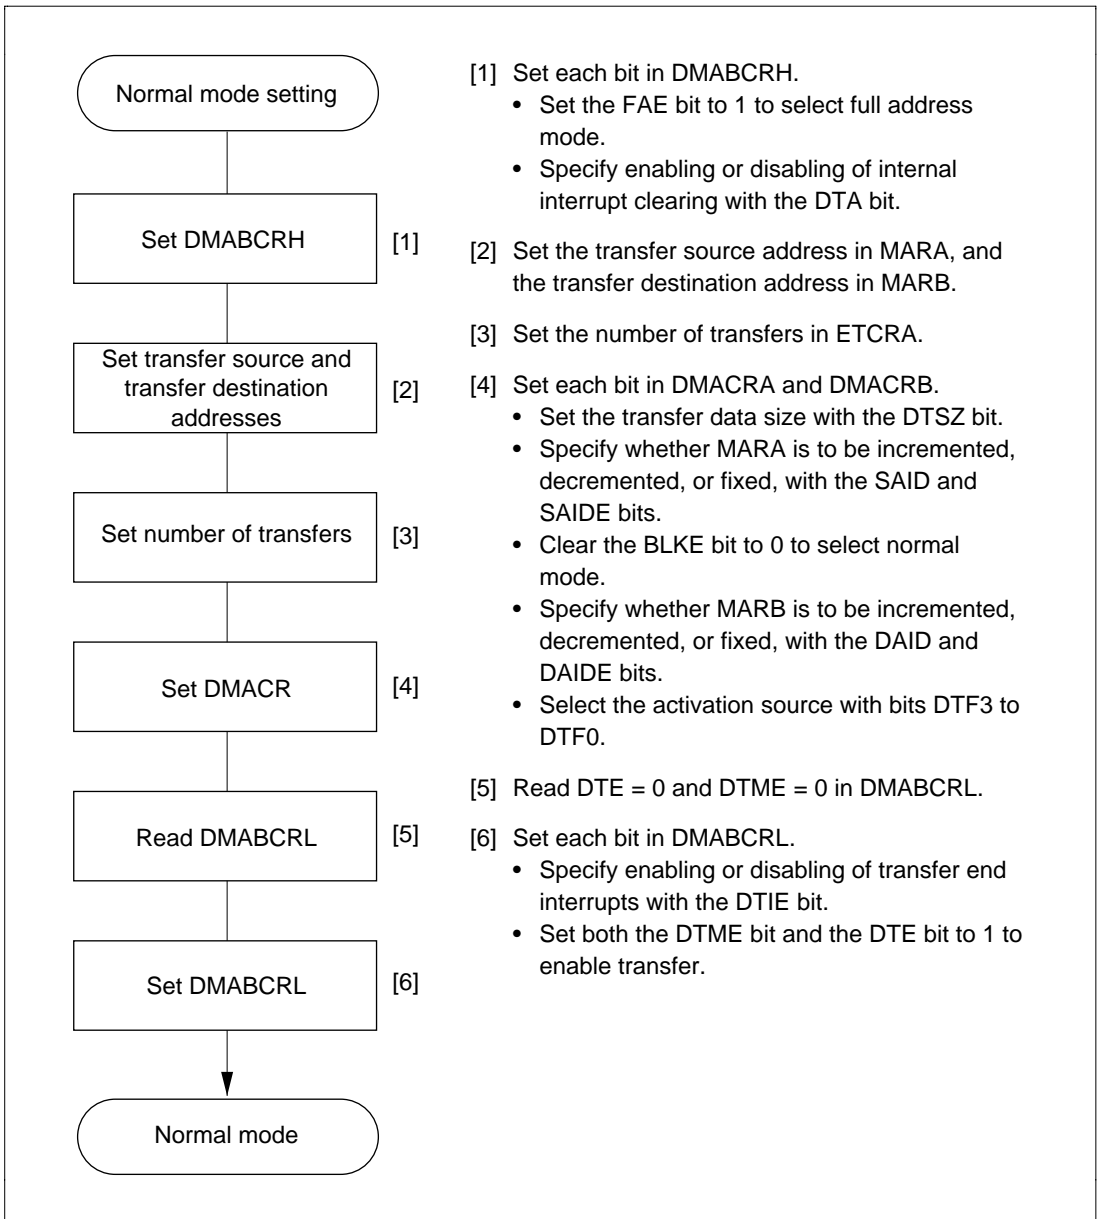 Normal mode setting
Set DMABCRH [1]
Set transfer source and
transfer destination
addresses
[2]
Set number of transfers [3]
Set DMACR [4]
Read DMABCRL [5]
Set DMABCRL [6]
Normal mode
[1] Set each bit in DMABCRH.
• Set the FAE bit to 1 to select full address
mode.
• Specify enabling or disabling of internal
interrupt clearing with the DTA bit.
[2] Set the transfer source address in MARA, and
the transfer destination address in MARB.
[3] Set the number of transfers in ETCRA.
[4] Set each bit in DMACRA and DMACRB.
• Set the transfer data size with the DTSZ bit.
• Specify whether MARA is to be incremented,
decremented, or fixed, with the SAID and
SAIDE bits.
• Clear the BLKE bit to 0 to select normal
mode.
• Specify whether MARB is to be incremented,
decremented, or fixed, with the DAID and
DAIDE bits.
• Select the activation source with bits DTF3 to
DTF0.
[5] Read DTE = 0 and DTME = 0 in DMABCRL.
[6] Set each bit in DMABCRL.
• Specify enabling or disabling of transfer end
interrupts with the DTIE bit.
• Set both the DTME bit and the DTE bit to 1 to
enable transfer.